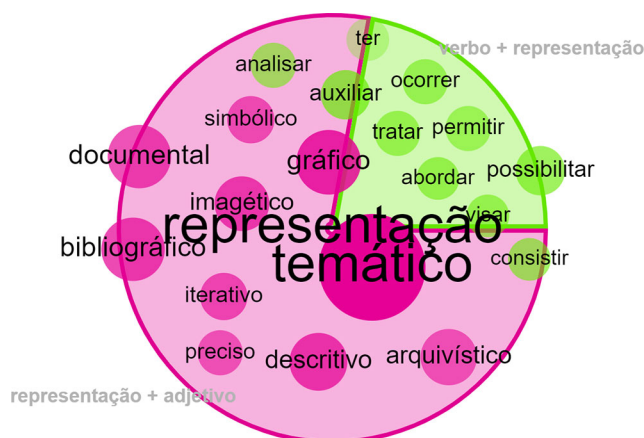 ter
verbo + representação
analisar
ocorrer
auxiliar
simbólico
tratar
permitir
documental
gráfico
possibilitar
abordar
imagético
visar
representação
bibliográfico
consistir
temático
iterativo
preciso
descritivo
arquivístico
representação + adjetivo